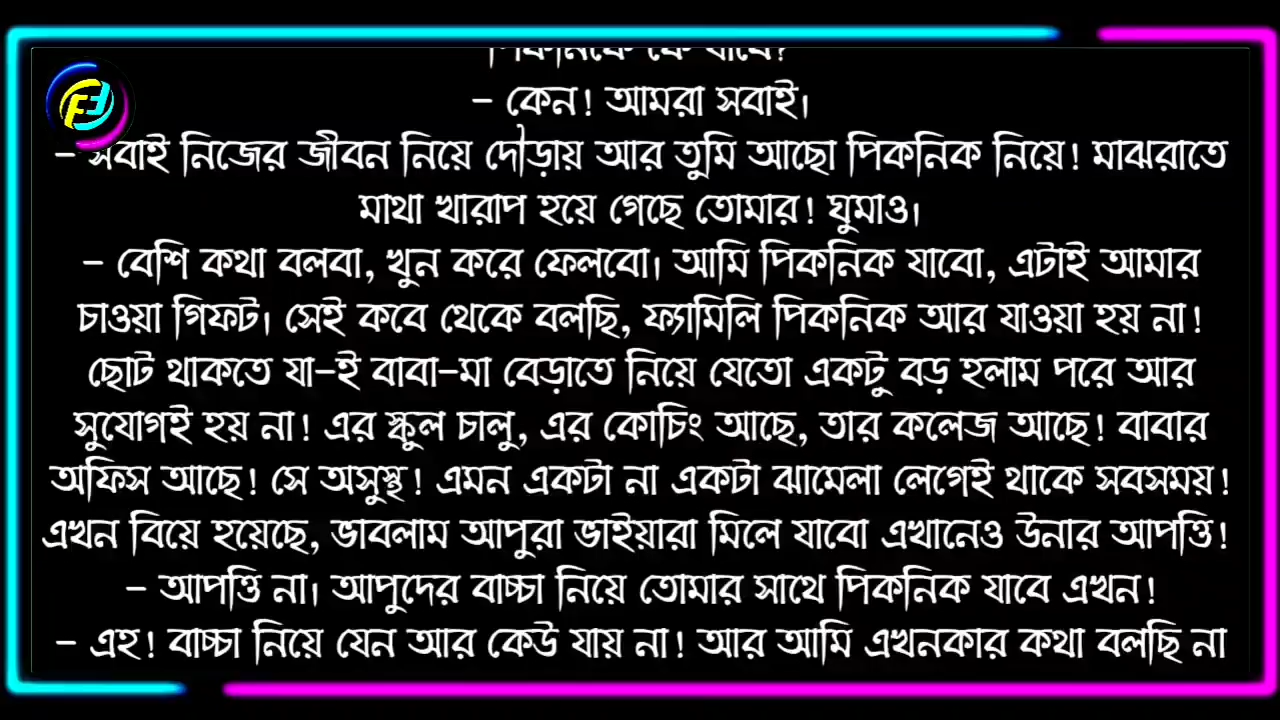 পিকনিকে কে যাবে?
- কেন! আমরা সবাই।
- সবাই নিজের জীবন নিয়ে দৌড়ায় আর তুমি আছো পিকনিক নিয়ে! মাঝরাতে
মাথা খারাপ হয়ে গেছে তোমার! ঘুমাও।
- বেশি কথা বলবা, খুন করে ফেলবো। আমি পিকনিক যাবো, এটাই আমার
চাওয়া গিফট। সেই কবে থেকে বলছি, ফ্যামিলি পিকনিক আর যাওয়া হয় না!
ছোট থাকতে যা-ই বাবা-মা বেড়াতে নিয়ে যেতো একটু বড় হলাম পরে আর
সুযোগই হয় না! এর স্কুল চালু, এর কোচিং আছে, তার কলেজ আছে! বাবার
অফিস আছে! সে অসুস্থ! এমন একটা না একটা ঝামেলা লেগেই থাকে সবসময়!
এখন বিয়ে হয়েছে, ভাবলাম আপুরা ভাইয়ারা মিলে যাবো এখানেও উনার আপত্তি!
- আপত্তি না। আপুদের বাচ্চা নিয়ে তোমার সাথে পিকনিক যাবে এখন!
- এহ! বাচ্চা নিয়ে যেন আর কেউ যায় না! আর আমি এখনকার কথা বলছি না